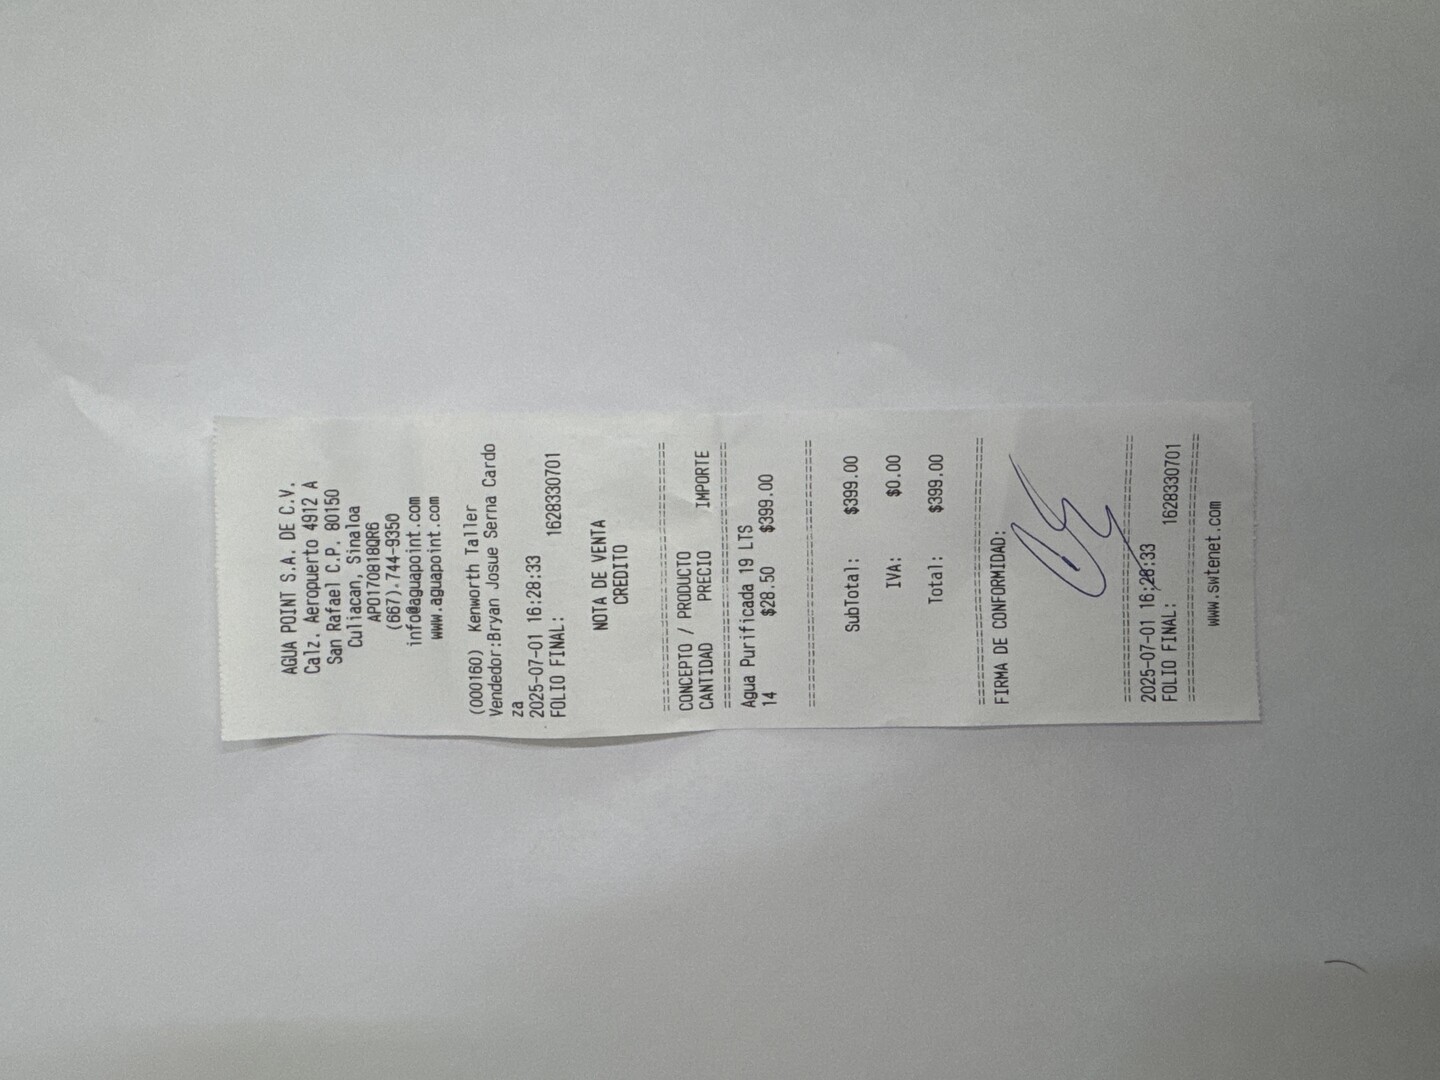 AGUA POINT S.A. DE C.V.
Calz. Aeropuerto 4912 A
San Rafael C.P. 80150
Culiacan, Sinaloa
APO170818QR6
(667).744-9350
info@aguapoint.com
www.aguapoint.com
(000160) Kenworth Taller
Vendedor:Bryan Josue Serna Cardo
za
2025-07-01 16:28:33
FOLIO FINAL: 1628330701
NOTA DE VENTA
CREDITO
================================
CONCEPTO / PRODUCTO
CANTIDAD PRECIO IMPORTE
================================
Agua Purificada 19 LTS
14 $28.50 $399.00
================================
SubTotal: $399.00
IVA: $0.00
Total: $399.00
================================
FIRMA DE CONFORMIDAD:
================================
2025-07-01 16:28:33
FOLIO FINAL: 1628330701
================================
www.swtenet.com